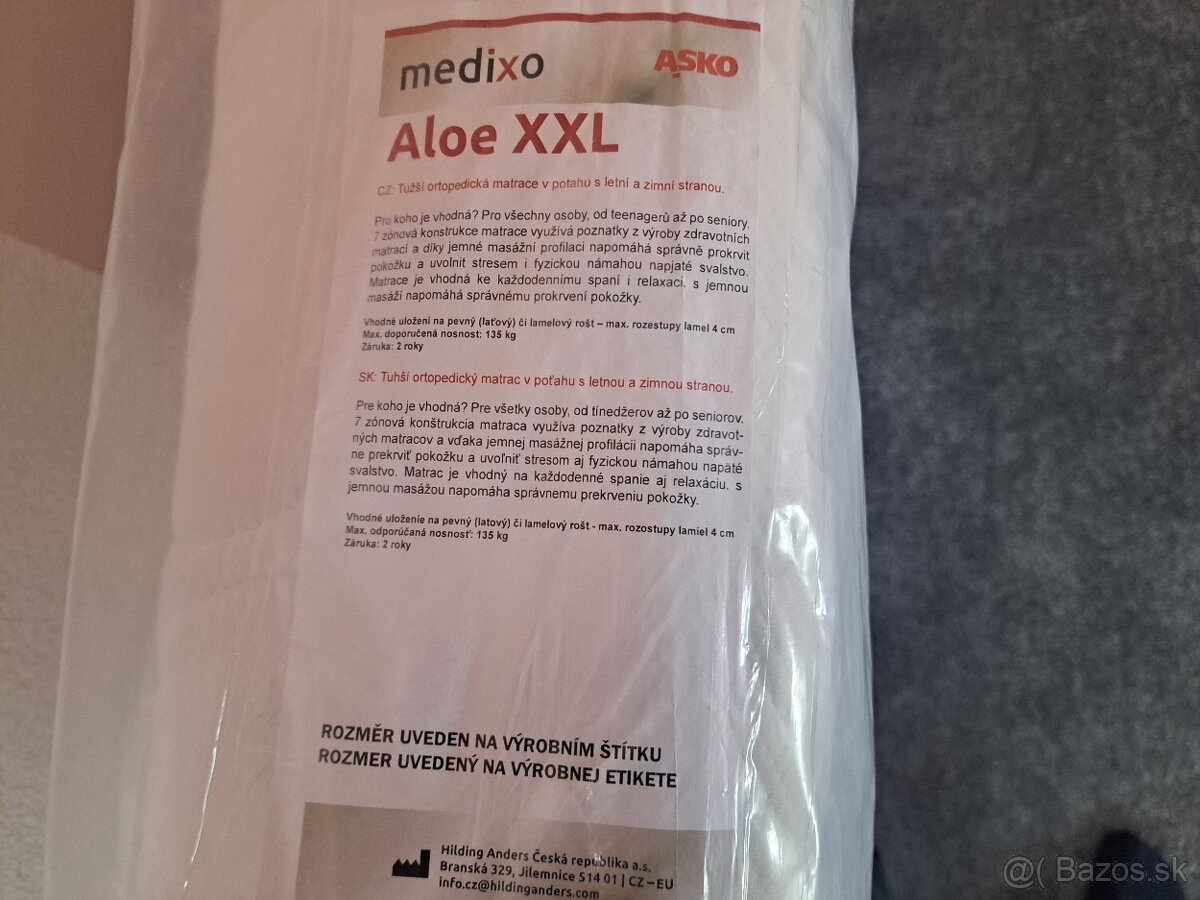 medixo
ASKO
Aloe XXL
CZ: Tužší ortopedická matrace v potahu s letní a zimní stranou.
Pro koho je vhodná? Pro všechny osoby, od teenagerů až po seniory.
7 zónová konstrukce matrace využívá poznatky z výroby zdravotních
matrací a díky jemné masážní profilaci napomáhá správně prokrvit
pokožku a uvolnit stresem i fyzickou námahou napjaté svalstvo.
Matrace je vhodná ke každodennímu spaní i relaxaci, s jemnou
masáží napomáhá správnému prokrvení pokožky.
Vhodné uložení na pevný (laťový) či lamelový rošt – max. rozestupy lamel 4 cm
Max. doporučená nosnost: 135 kg
Záruka: 2 roky
SK: Tuhší ortopedický matrac v poťahu s letnou a zimnou stranou.
Pre koho je vhodná? Pre všetky osoby, od tínedžerov až po seniorov.
7 zónová konštrukcia matraca využíva poznatky z výroby zdravot-
ných matracov a vďaka jemnej masážnej profilácii napomáha správ-
ne prekrviť pokožku a uvoľniť stresom aj fyzickou námahou napäté
svalstvo. Matrac je vhodný na každodenné spanie aj relaxáciu, s
jemnou masážou napomáha správnemu prekrveniu pokožky.
Vhodné uloženie na pevný (latový) či lamelový rošt - max. rozostupy lamiel 4 cm
Max. odporúčaná nosnosť: 135 kg
Záruka: 2 roky
ROZMĚR UVEDEN NA VÝROBNÍM ŠTÍTKU
ROZMER UVEDENÝ NA VÝROBNEJ ETIKETE
Hilding Anders Česká republika a.s.
Branská 329, Jilemnice 514 01 | CZ–EU
info.cz@hildinganders.com
@( Bazos.sk